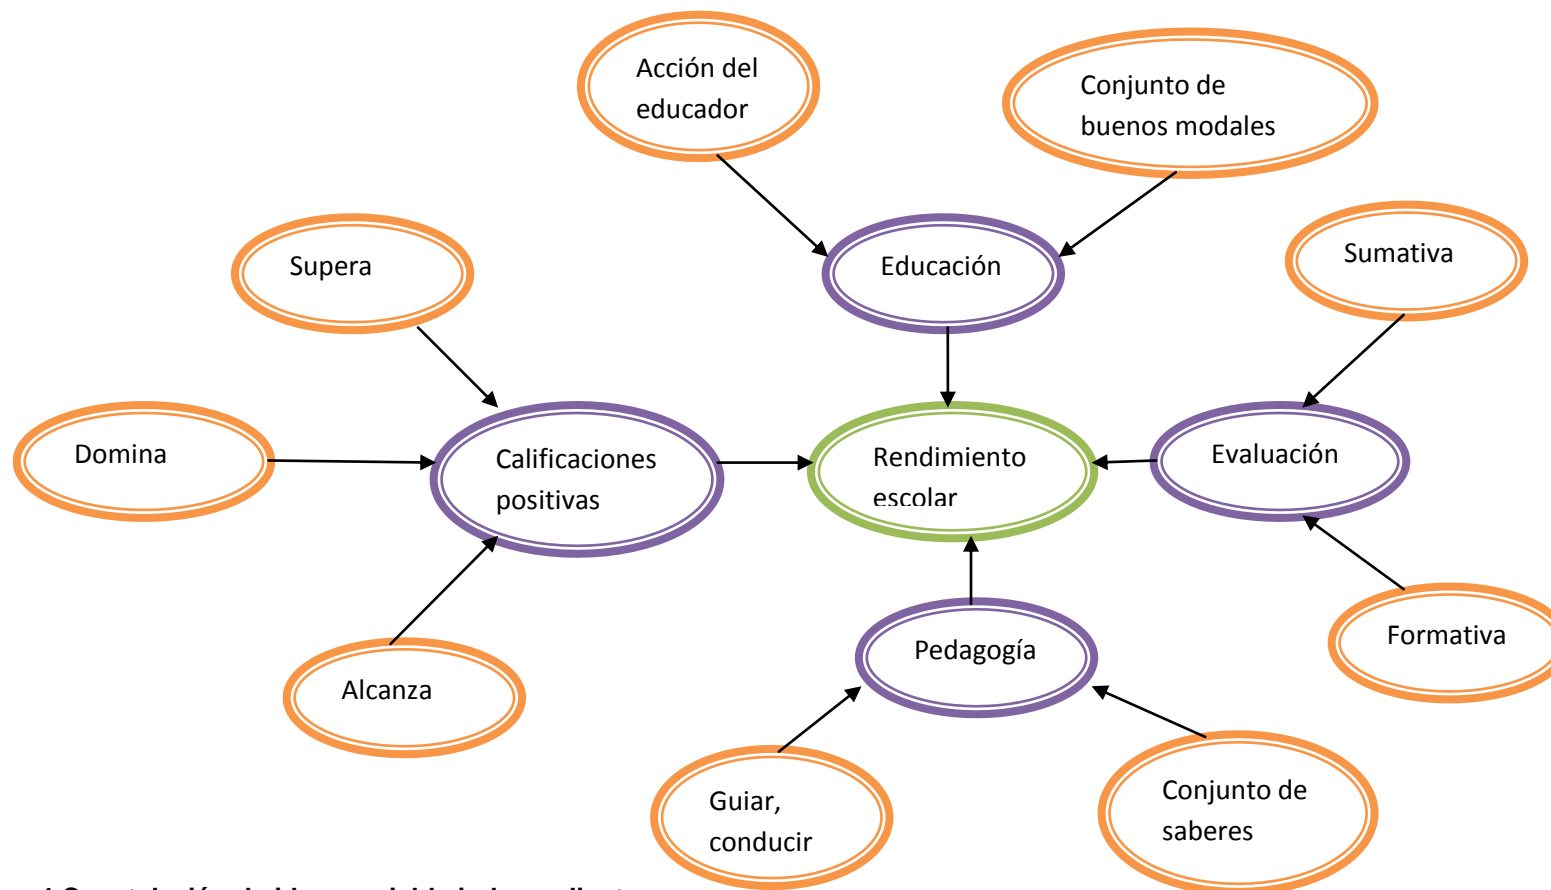 Acción del
educador
Conjunto de
buenos modales
Supera
Educación
Sumativa
Domina
Calificaciones
positivas
Rendimiento
escolar
Evaluación
Alcanza
Pedagogía
Formativa
Guiar,
conducir
Conjunto de
saberes